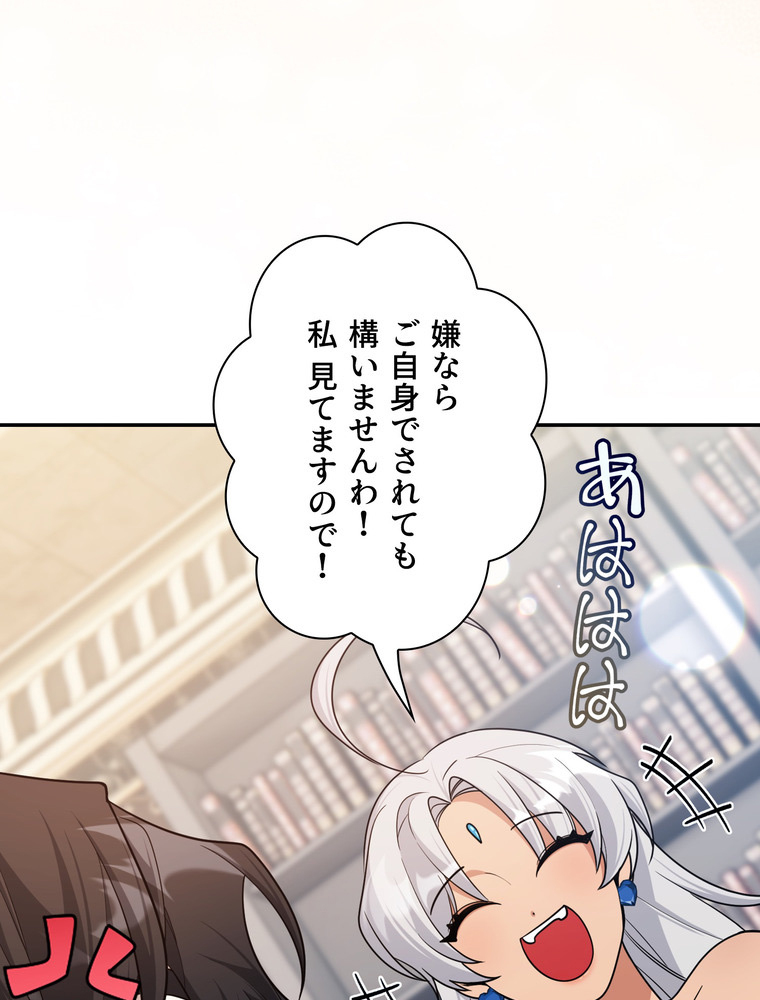 嫌なら
ご自身でされても
構いませんわ！
私 見てますので！
あははは